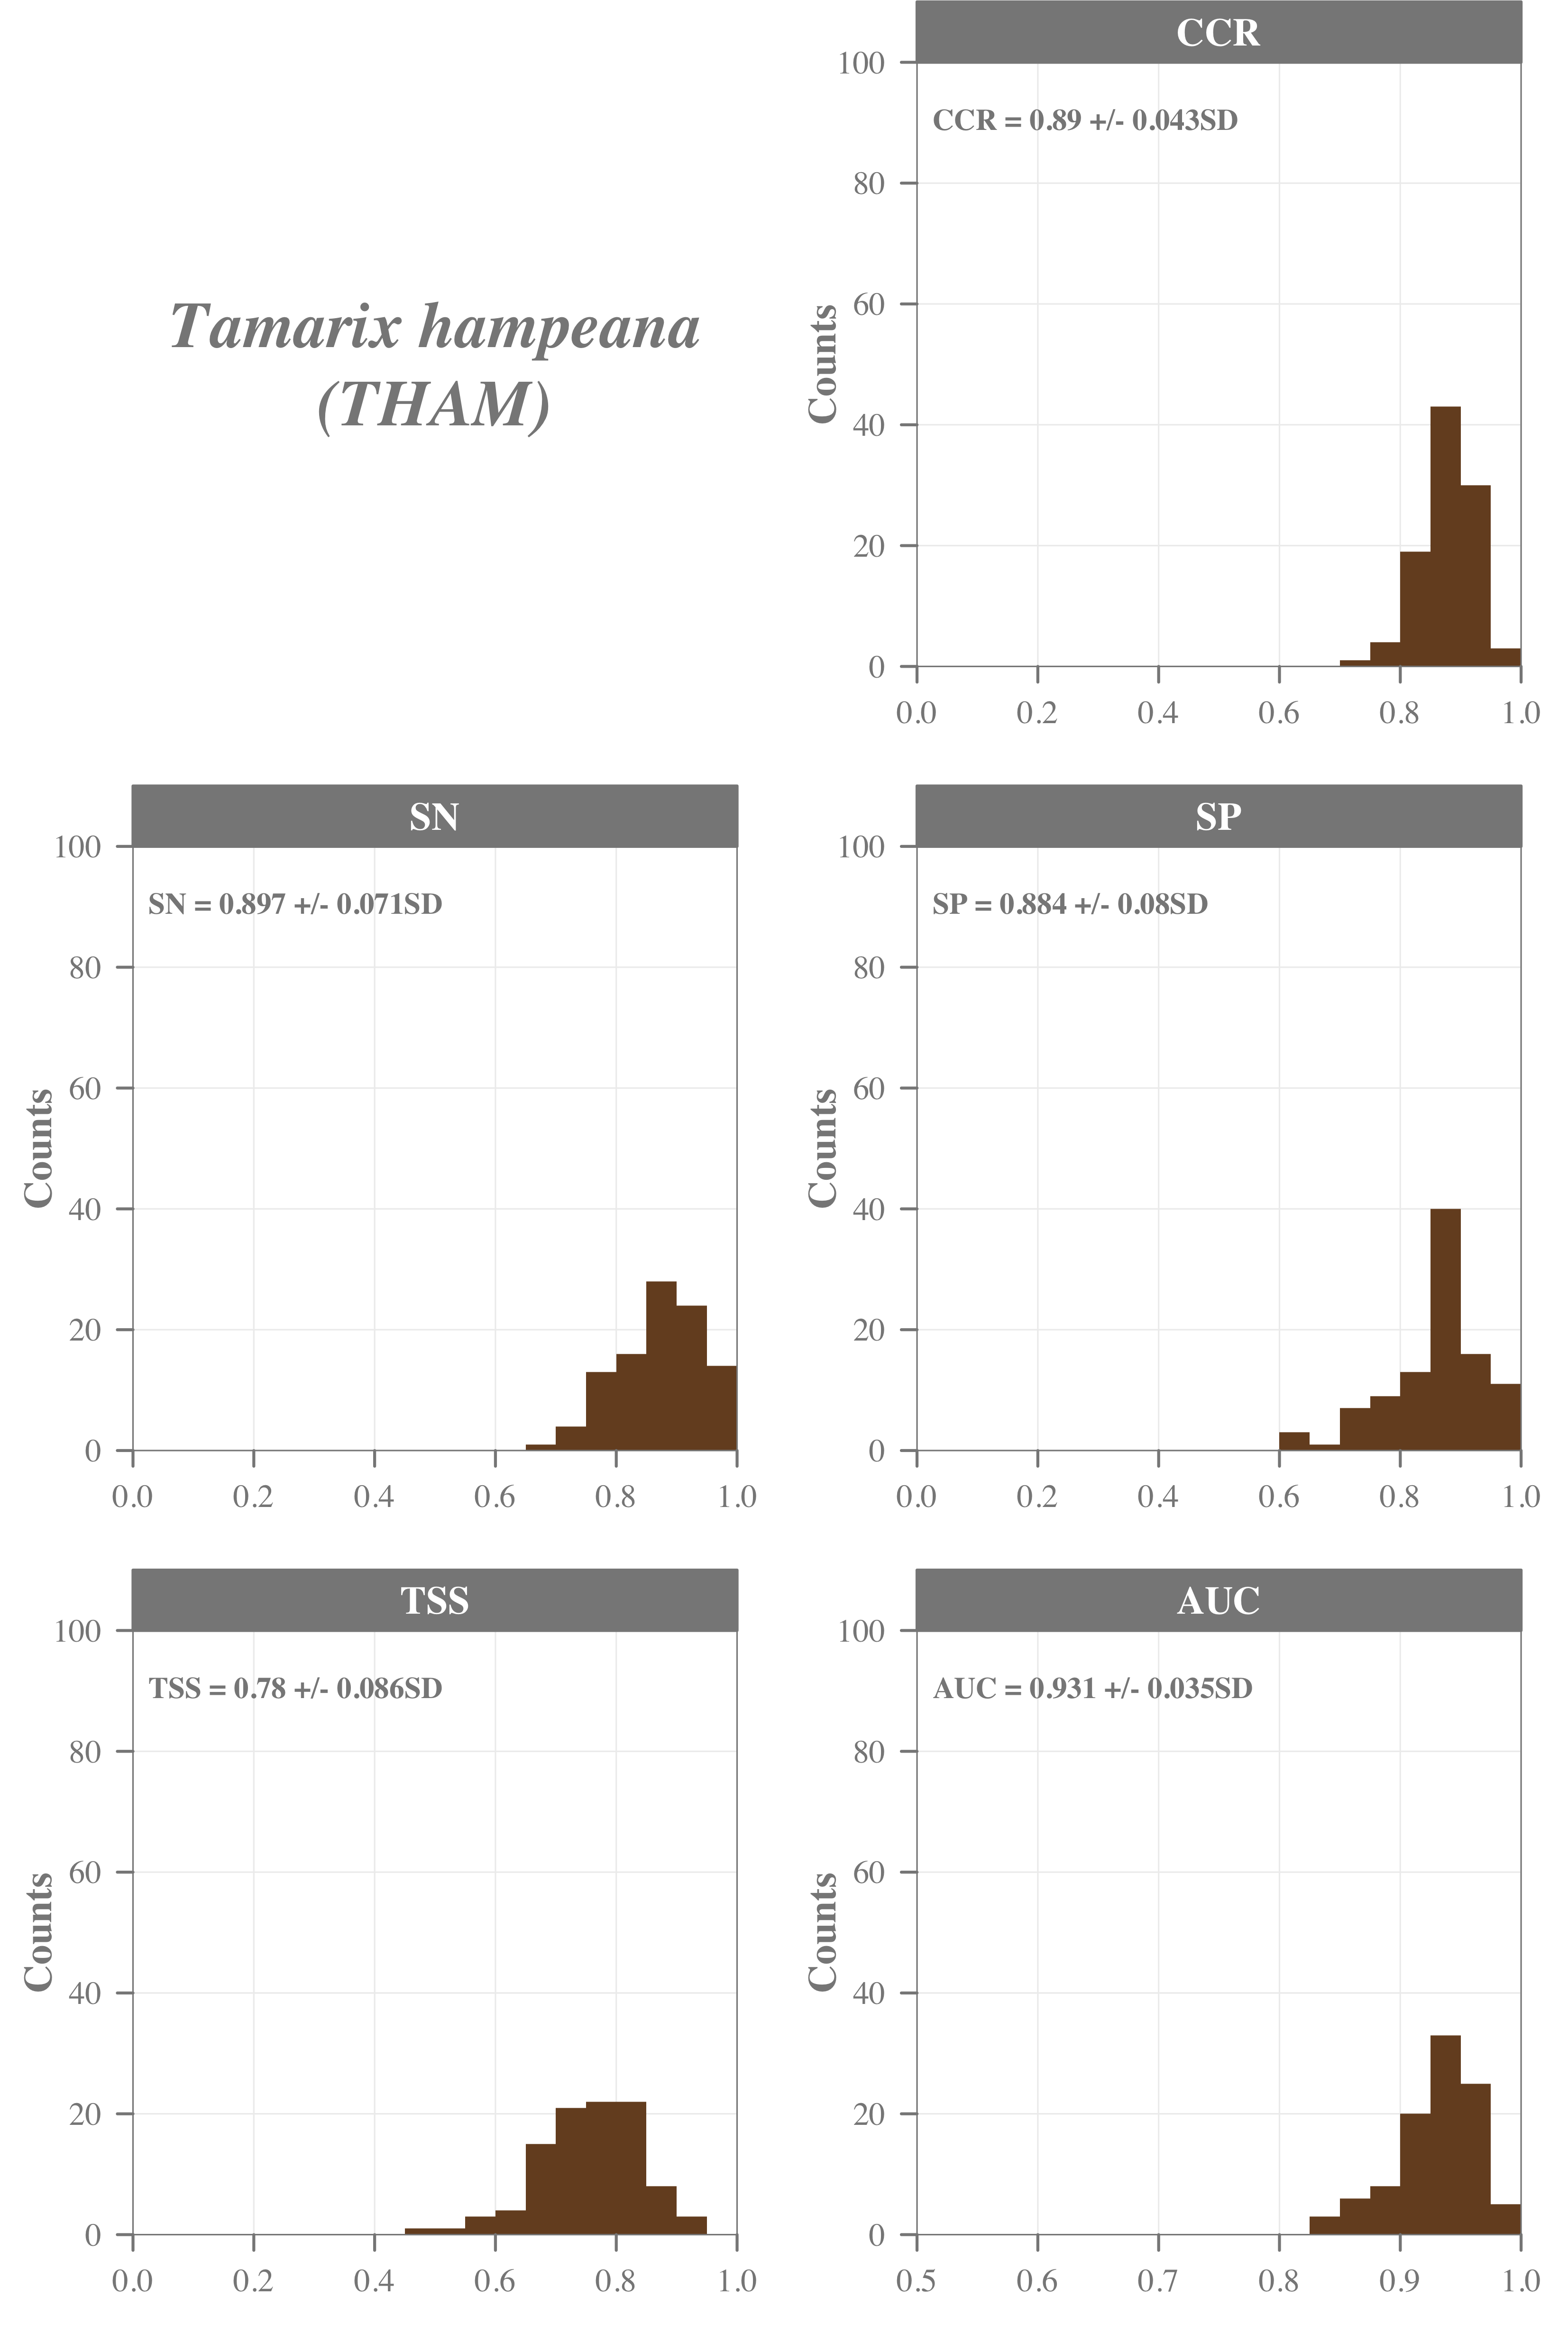 Tamarix hampeana
(THAM)
CCR
CCR = 0.89 +/- 0.043SD
Counts
100
80
60
40
20
0
0.0 0.2 0.4 0.6 0.8 1.0
SN
SN = 0.897 +/- 0.071SD
Counts
100
80
60
40
20
0
0.0 0.2 0.4 0.6 0.8 1.0
SP
SP = 0.884 +/- 0.08SD
Counts
100
80
60
40
20
0
0.0 0.2 0.4 0.6 0.8 1.0
TSS
TSS = 0.78 +/- 0.086SD
Counts
100
80
60
40
20
0
0.0 0.2 0.4 0.6 0.8 1.0
AUC
AUC = 0.931 +/- 0.035SD
Counts
100
80
60
40
20
0
0.5 0.6 0.7 0.8 0.9 1.0